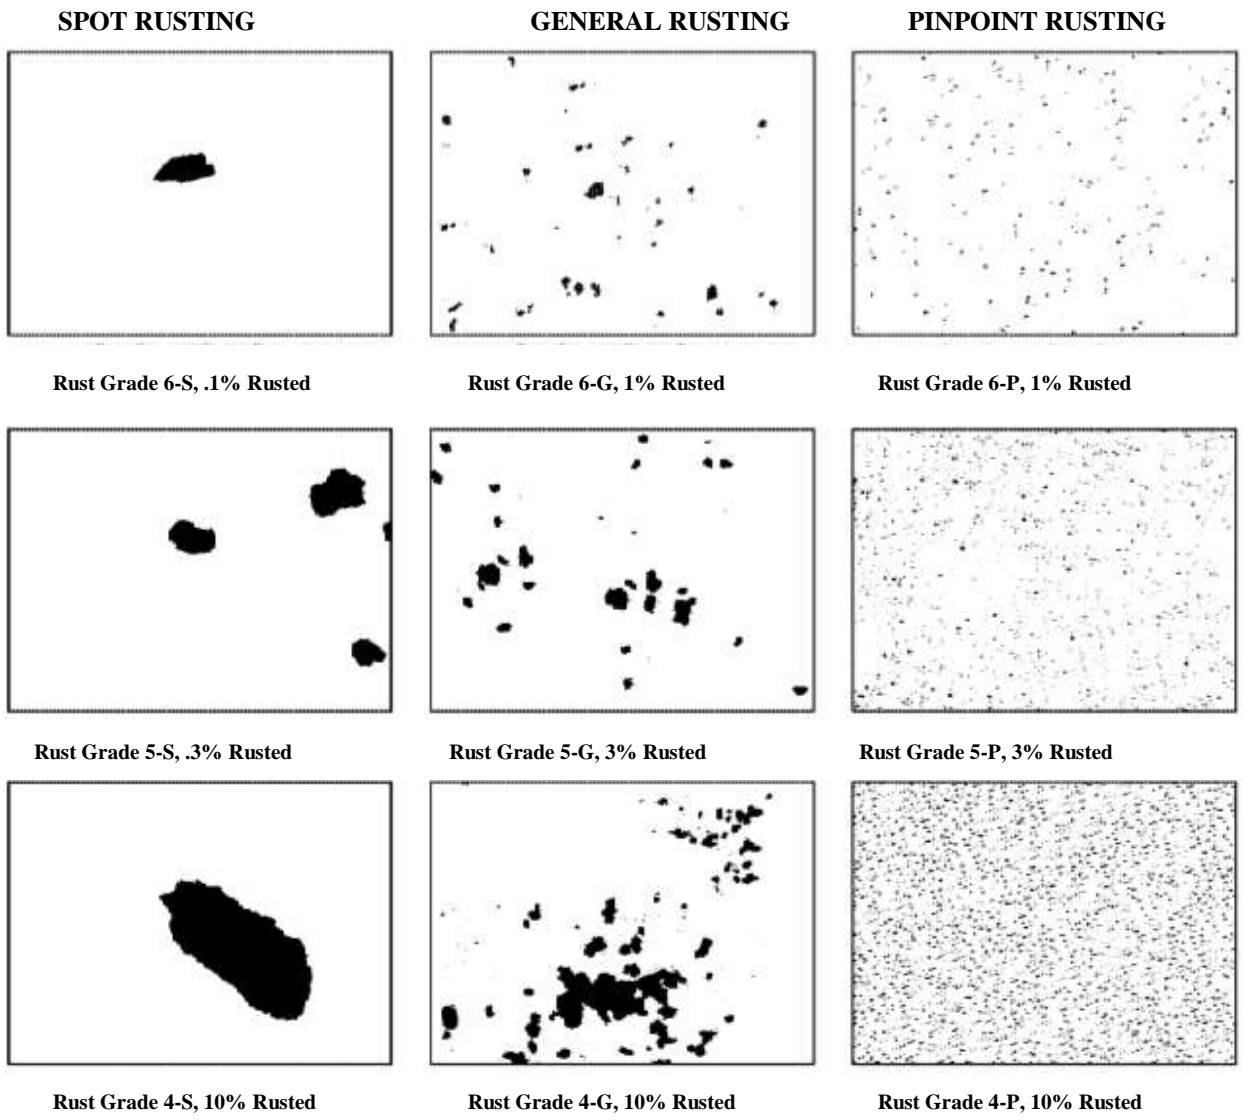 SPOT RUSTING GENERAL RUSTING PINPOINT RUSTING
Rust Grade 6-S, .1% Rusted Rust Grade 6-G, 1% Rusted Rust Grade 6-P, 1% Rusted
Rust Grade 5-S, .3% Rusted Rust Grade 5-G, 3% Rusted Rust Grade 5-P, 3% Rusted
Rust Grade 4-S, 10% Rusted Rust Grade 4-G, 10% Rusted Rust Grade 4-P, 10% Rusted